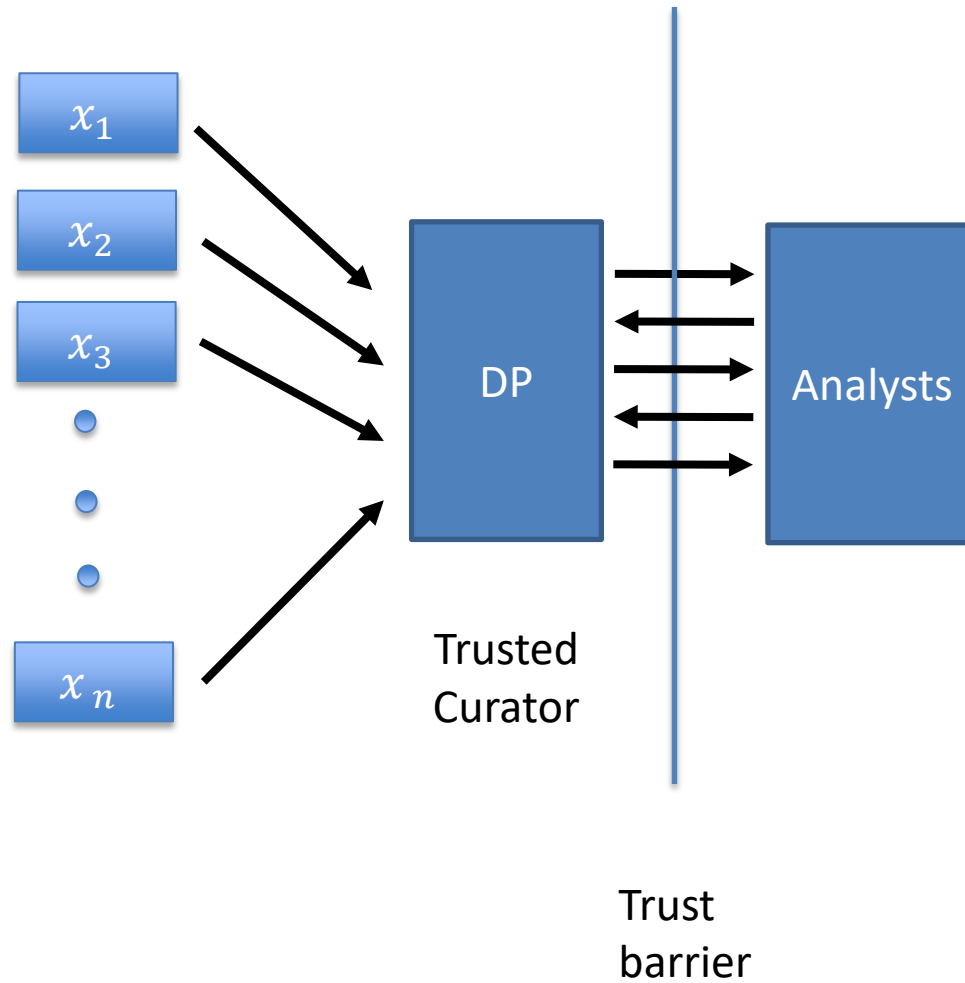 x₁
x₂
x₃
xₙ
DP
Analysts
Trusted
Curator
Trust
barrier